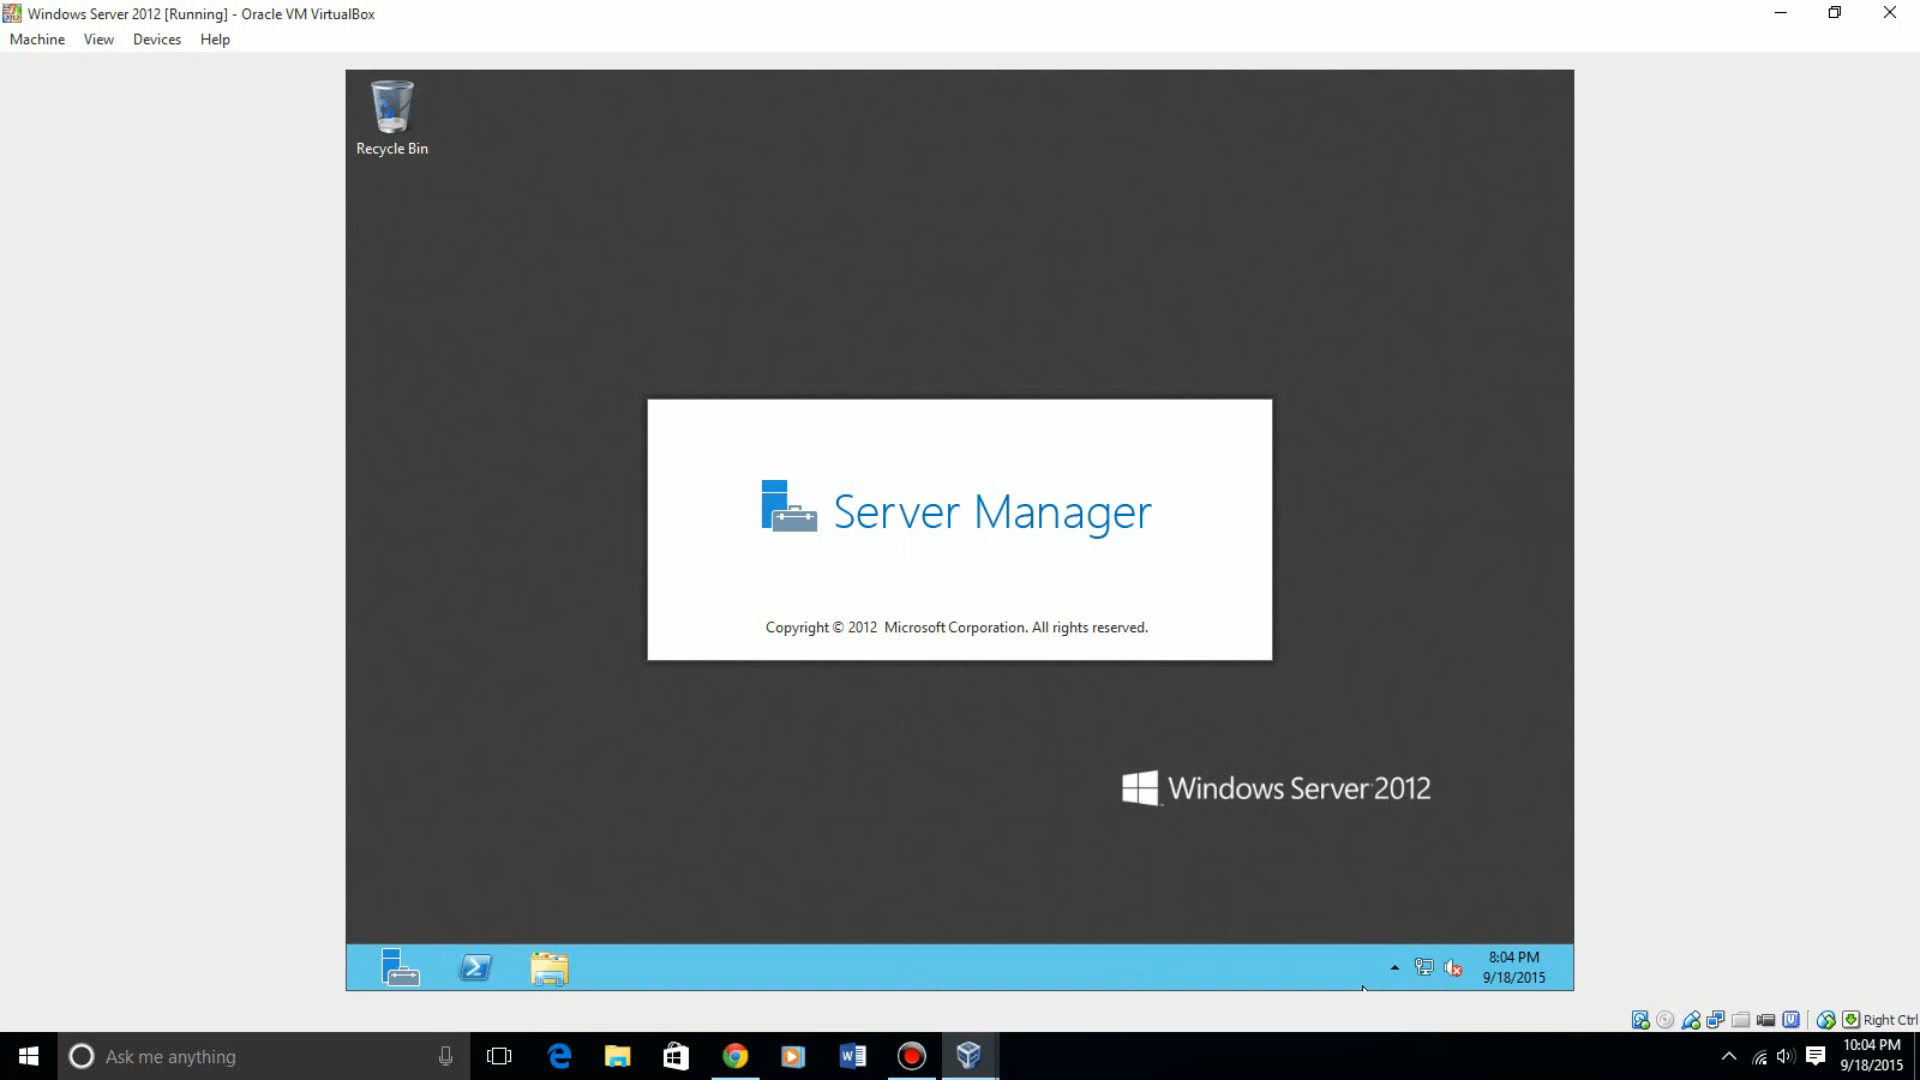 Windows Server 2012 [Running] - Oracle VM VirtualBox
Machine View Devices Help
Recycle Bin
Server Manager
Copyright © 2012 Microsoft Corporation. All rights reserved.
Windows Server 2012
8:04 PM
9/18/2015
Right Ctrl
Ask me anything
10:04 PM
9/18/2015